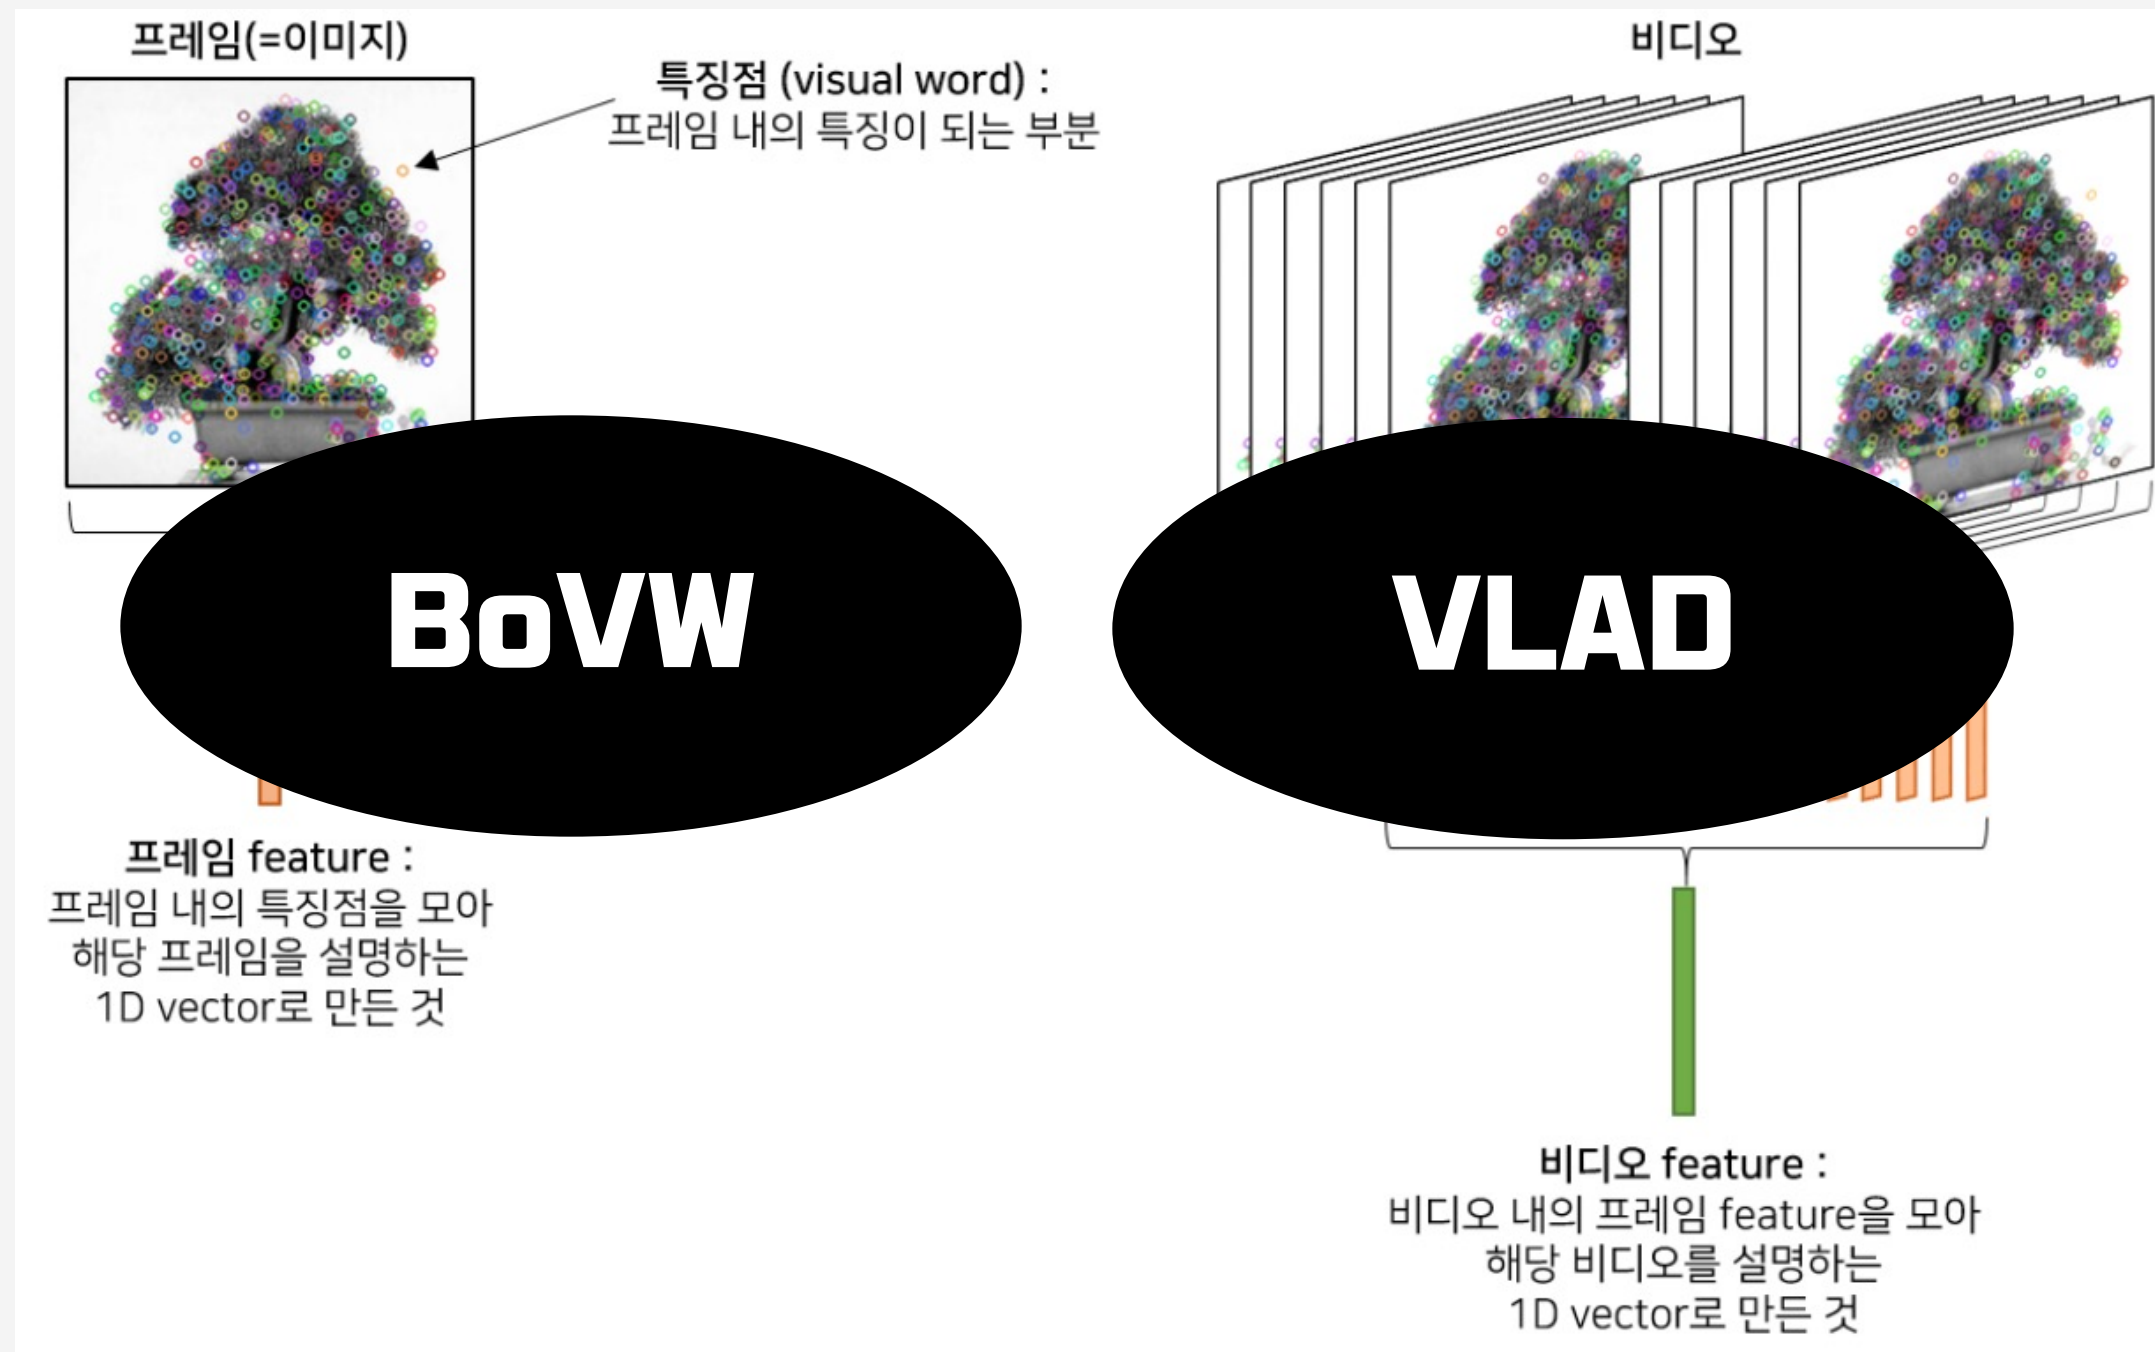 프레임(=이미지)
특징점 (visual word) :
프레임 내의 특징이 되는 부분
BoVW
프레임 feature :
프레임 내의 특징점을 모아
해당 프레임을 설명하는
1D vector로 만든 것
비디오
VLAD
비디오 feature :
비디오 내의 프레임 feature을 모아
해당 비디오를 설명하는
1D vector로 만든 것